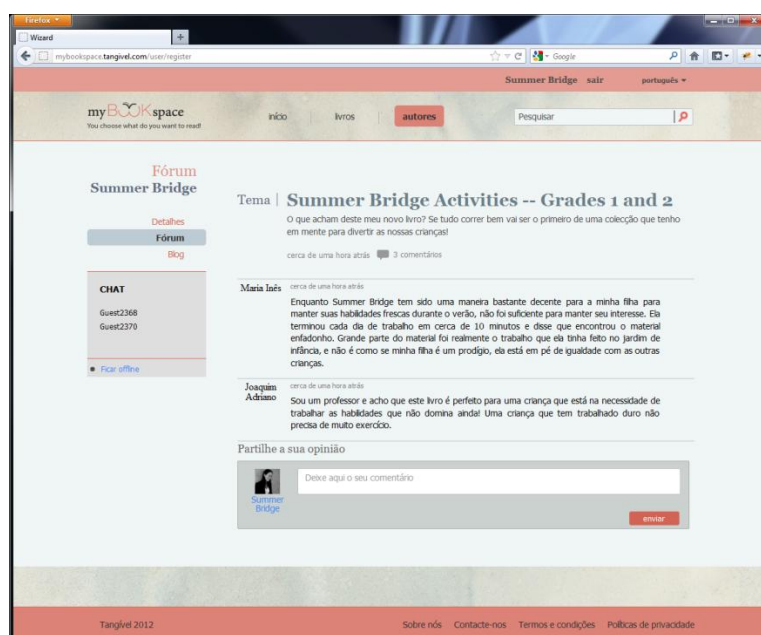 Firefox
Wizard
mybookspace.tangivel.com/user/register
Google
Summer Bridge sair português
myBOOKspace
You choose what do you want to read!
início livros autores
Pesquisar
Fórum
Summer Bridge
Detalhes
Fórum
Blog
CHAT
Guest2368
Guest2370
Ficar offline
Tema | Summer Bridge Activities -- Grades 1 and 2
O que acham deste meu novo livro? Se tudo correr bem vai ser o primeiro de uma colecção que tenho
em mente para divertir as nossas crianças!
cerca de uma hora atrás 3 comentários
Maria Inês cerca de uma hora atrás
Enquanto Summer Bridge tem sido uma maneira bastante decente para a minha filha para
manter suas habilidades frescas durante o verão, não foi suficiente para manter seu interesse. Ela
terminou cada dia de trabalho em cerca de 10 minutos e disse que encontrou o material
enfadonho. Grande parte do material foi realmente o trabalho que ela tinha feito no jardim de
infância, e não é como se minha filha é um prodígio, ela está em pé de igualdade com as outras
crianças.
Joaquim Adriano cerca de uma hora atrás
Sou um professor e acho que este livro é perfeito para uma criança que está na necessidade de
trabalhar as habilidades que não domina ainda! Uma criança que tem trabalhado duro não
precisa de muito exercício.
Partilhe a sua opinião
Deixe aqui o seu comentário
Summer
Bridge
enviar
Tangível 2012
Sobre nós Contacte-nos Termos e condições Políticas de privacidade